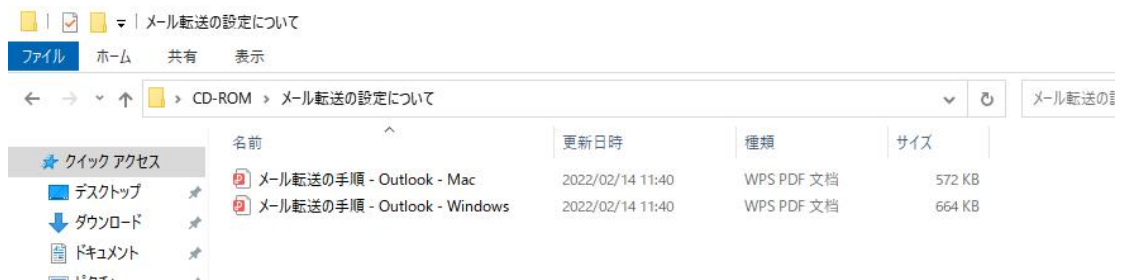 メール転送の設定について
ファイル ホーム 共有 表示
CD-ROM メール転送の設定について メール転送の
名前 更新日時 種類 サイズ
クイック アクセス
メール転送の手順 - Outlook - Mac 2022/02/14 11:40 WPS PDF 文档 572 KB
デスクトップ
メール転送の手順 - Outlook - Windows 2022/02/14 11:40 WPS PDF 文档 664 KB
ダウンロード
ドキュメント